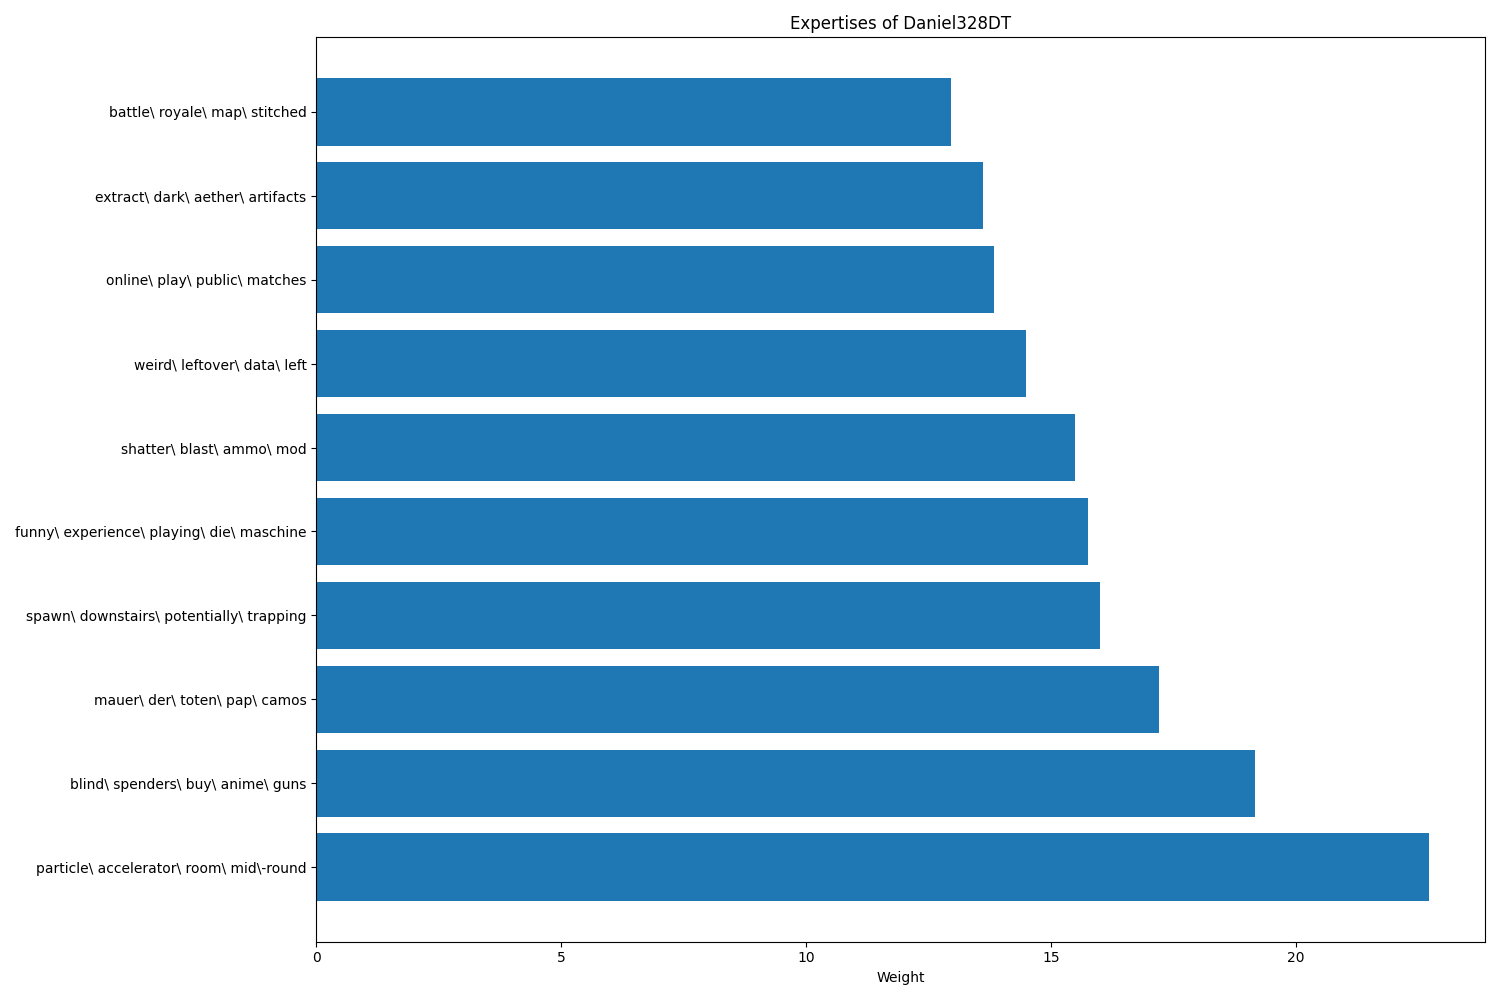 Expertises of Daniel328DT
battle\ royale\ map\ stitched
extract\ dark\ aether\ artifacts
online\ play\ public\ matches
weird\ leftover\ data\ left
shatter\ blast\ ammo\ mod
funny\ experience\ playing\ die\ maschine
spawn\ downstairs\ potentially\ trapping
mauer\ der\ toten\ pap\ camos
blind\ spenders\ buy\ anime\ guns
particle\ accelerator\ room\ mid\-round
0 5 10 15 20
Weight